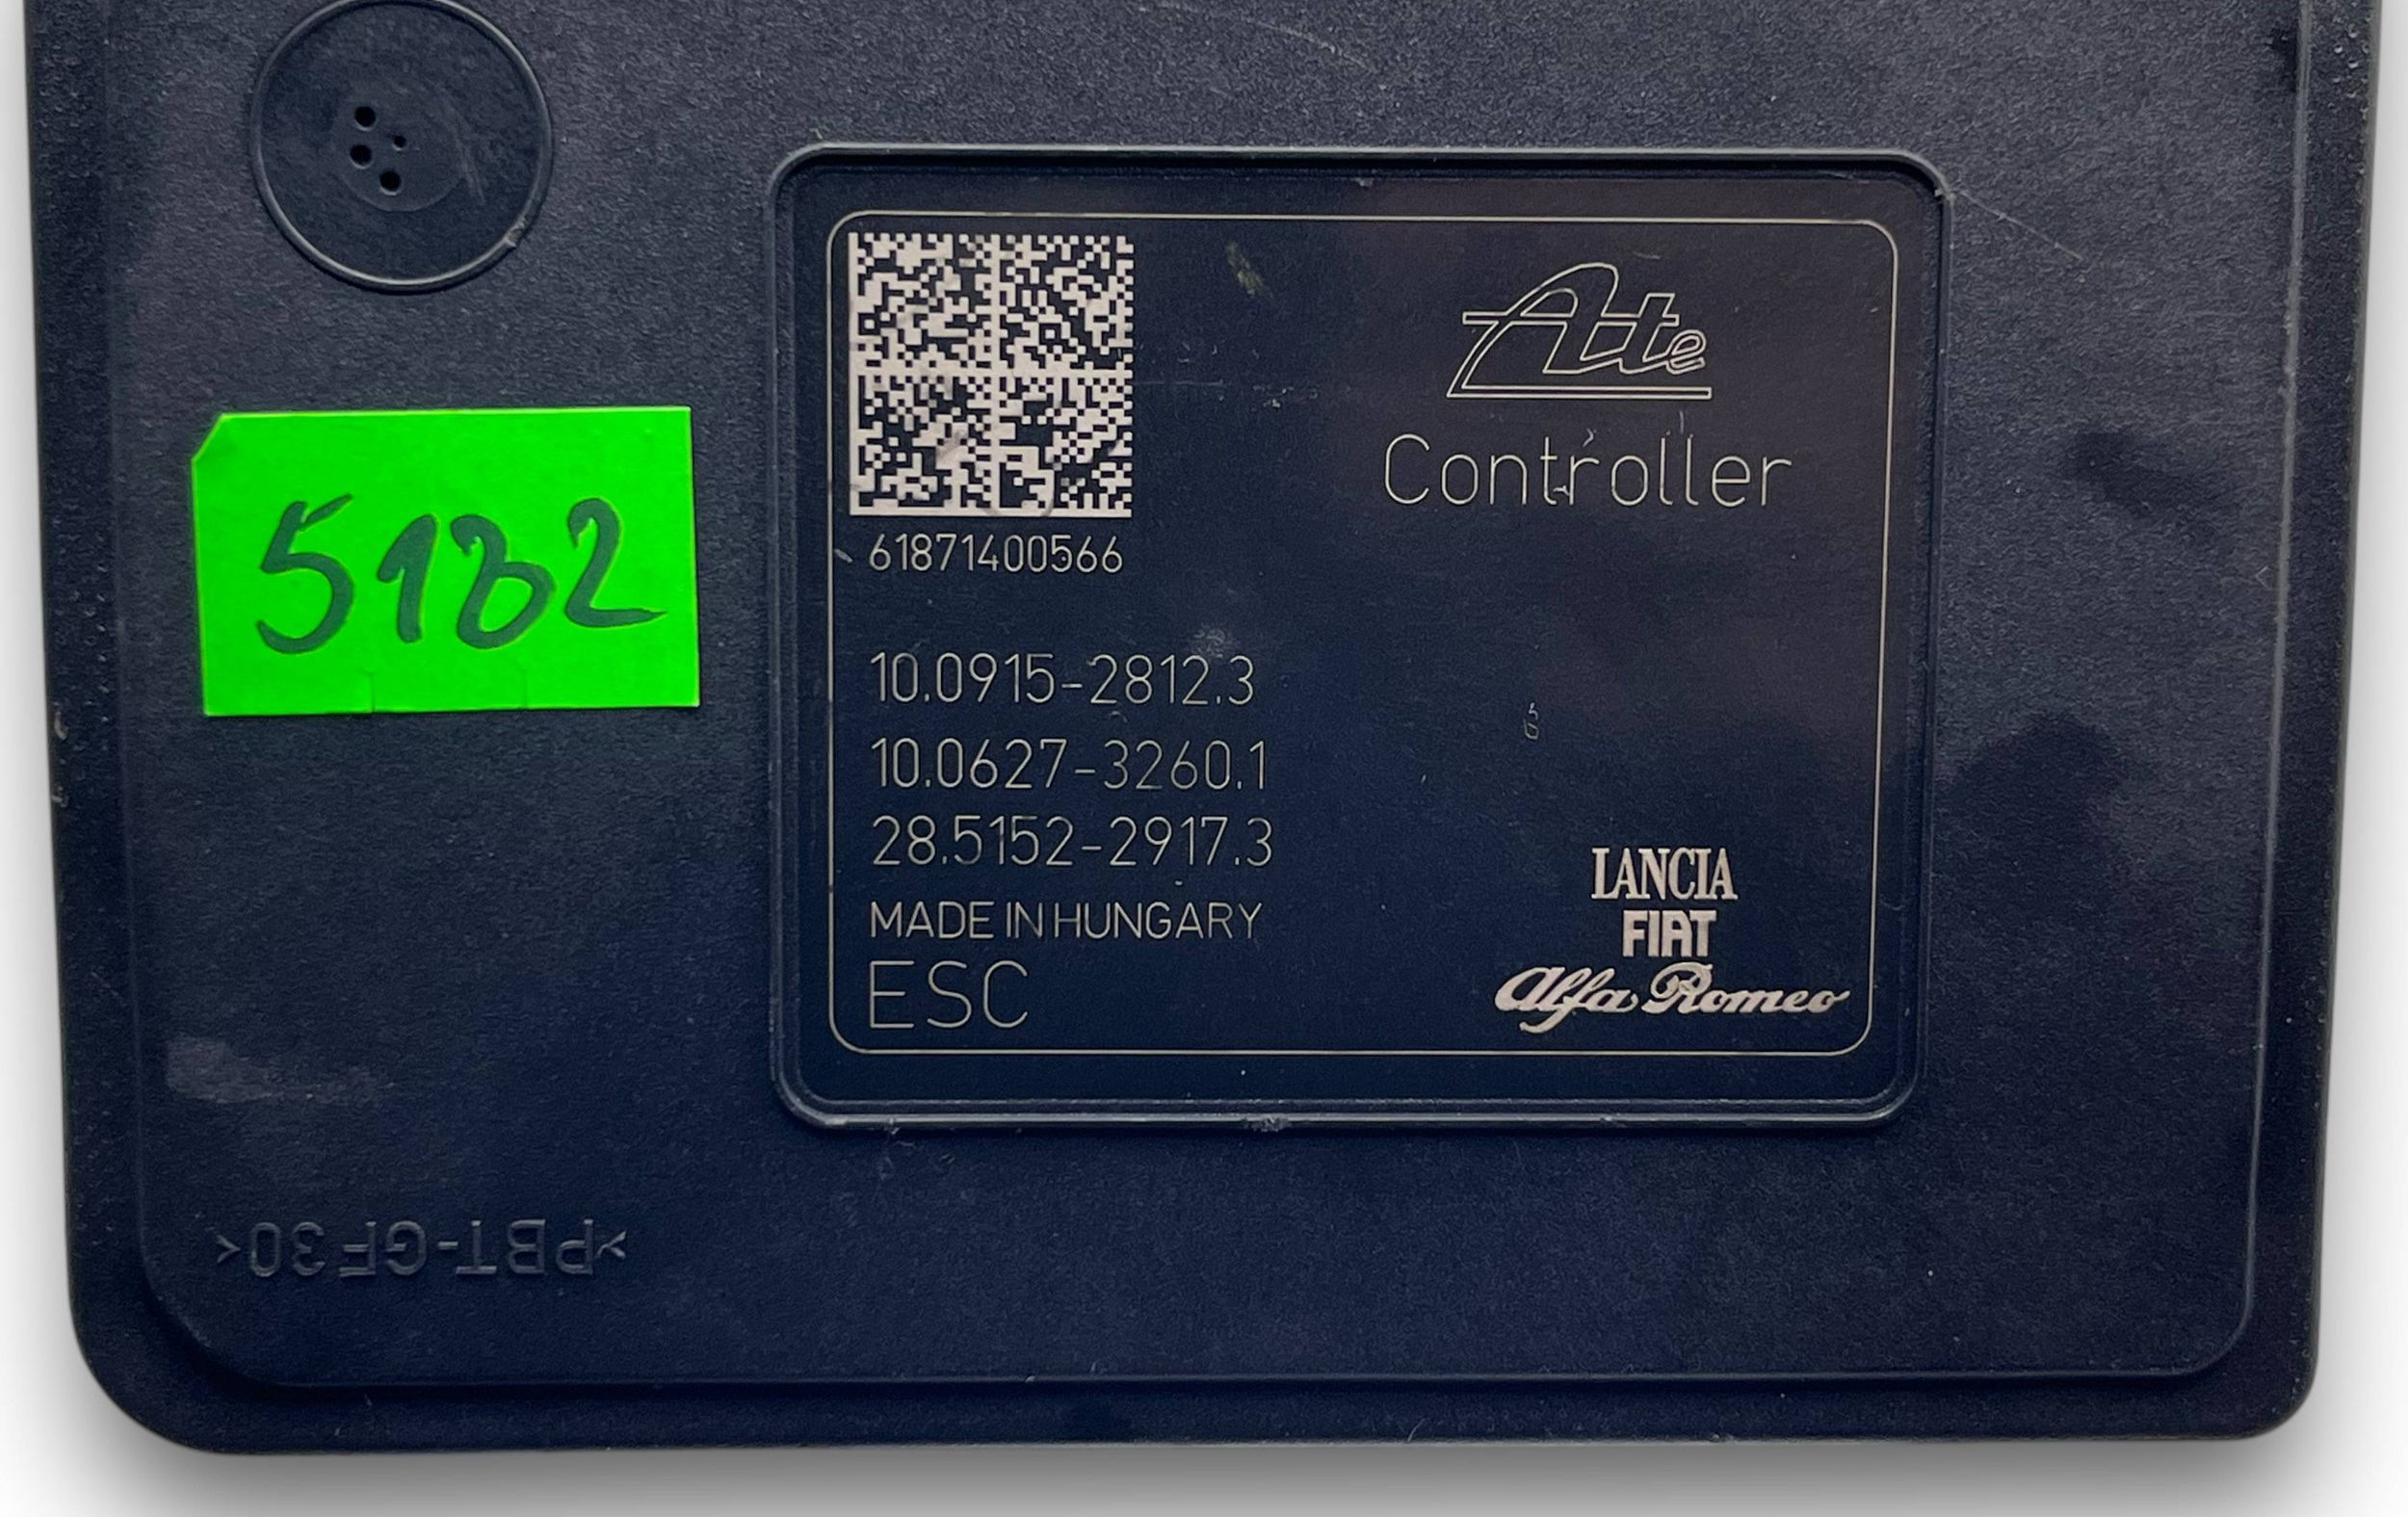 5182
Ate
Controller
61871400566
10.0915-2812.3
10.0627-3260.1
28.5152-2917.3
MADE IN HUNGARY
ESC
LANCIA
FIAT
Alfa Romeo
>PBT-GF30<